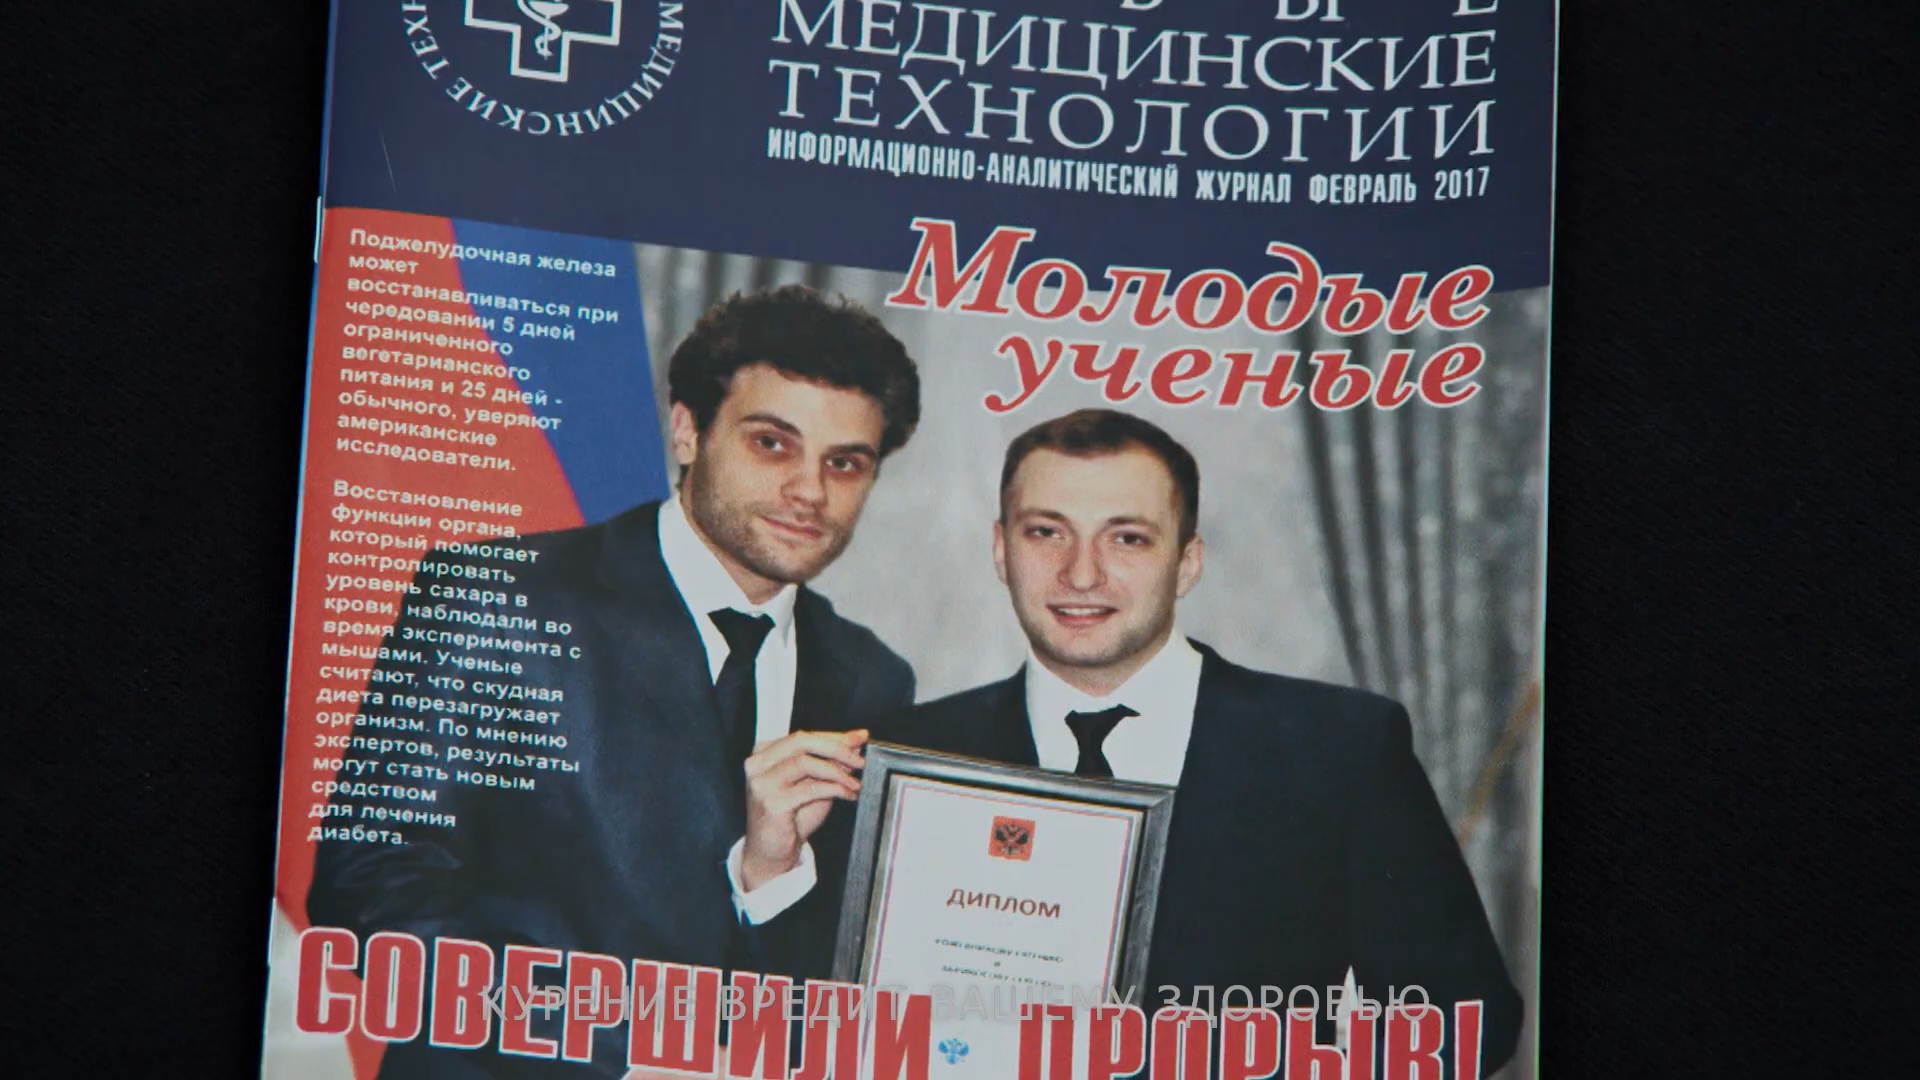 МЕДИЦИНСКИЕ
ТЕХНОЛОГИИ
ИНФОРМАЦИОННО-АНАЛИТИЧЕСКИЙ ЖУРНАЛ ФЕВРАЛЬ 2017
МЕДИЦИНСКИЕ
Молодые
ученые
Поджелудочная железа
может
восстанавливаться при
чередовании 5 дней
ограниченного
вегетарианского
питания и 25 дней -
обычного, уверяют
американские
исследователи.
Восстановление
функции органа,
который помогает
контролировать
уровень сахара в
крови, наблюдали во
время эксперимента с
мышами. Ученые
считают, что скудная
диета перезагружает
организм. По мнению
экспертов, результаты
могут стать новым
средством
для лечения
диабета.
ДИПЛОМ
СОВЕРШИЛИ ПРОРЫВ!
КУРЕНИЕ ВРЕДИТ ВАШЕМУ ЗДОРОВЬЮ